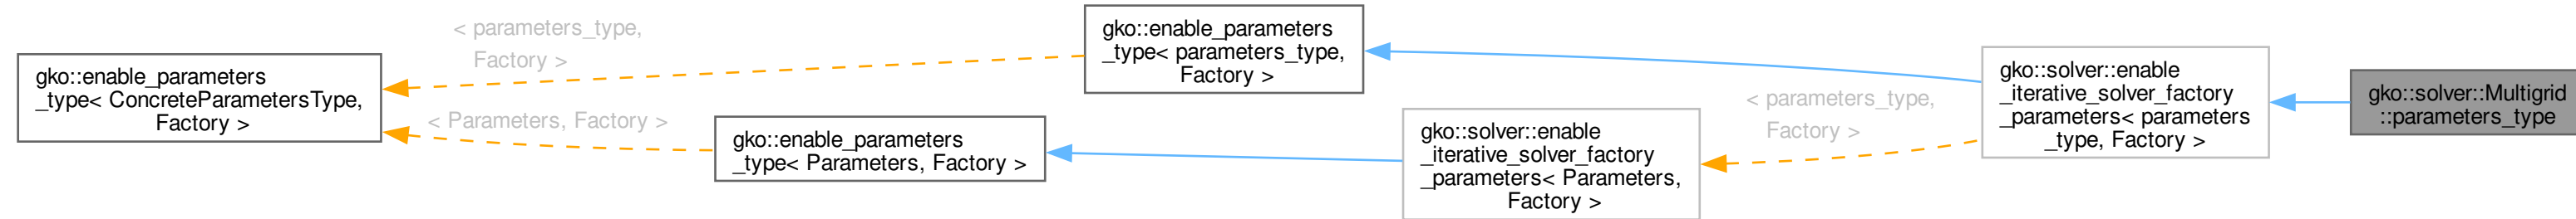 gko::enable_parameters
_type< ConcreteParametersType,
Factory >
< parameters_type,
Factory >
< Parameters, Factory >
gko::enable_parameters
_type< Parameters, Factory >
gko::enable_parameters
_type< parameters_type,
Factory >
gko::solver::enable
_iterative_solver_factory
_parameters< Parameters,
Factory >
< parameters_type,
Factory >
gko::solver::enable
_iterative_solver_factory
_parameters< parameters
_type, Factory >
gko::solver::Multigrid
::parameters_type